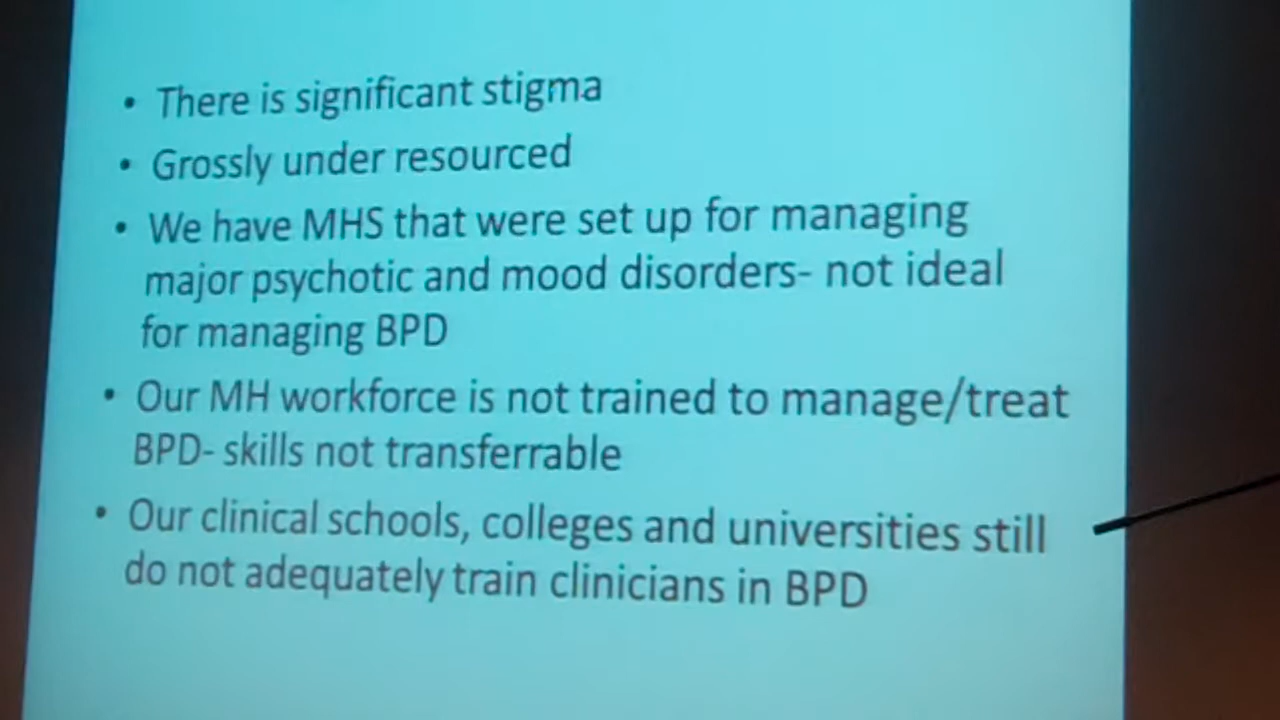 • There is significant stigma
• Grossly under resourced
• We have MHS that were set up for managing
major psychotic and mood disorders- not ideal
for managing BPD
• Our MH workforce is not trained to manage/treat
BPD- skills not transferrable
• Our clinical schools, colleges and universities still
do not adequately train clinicians in BPD